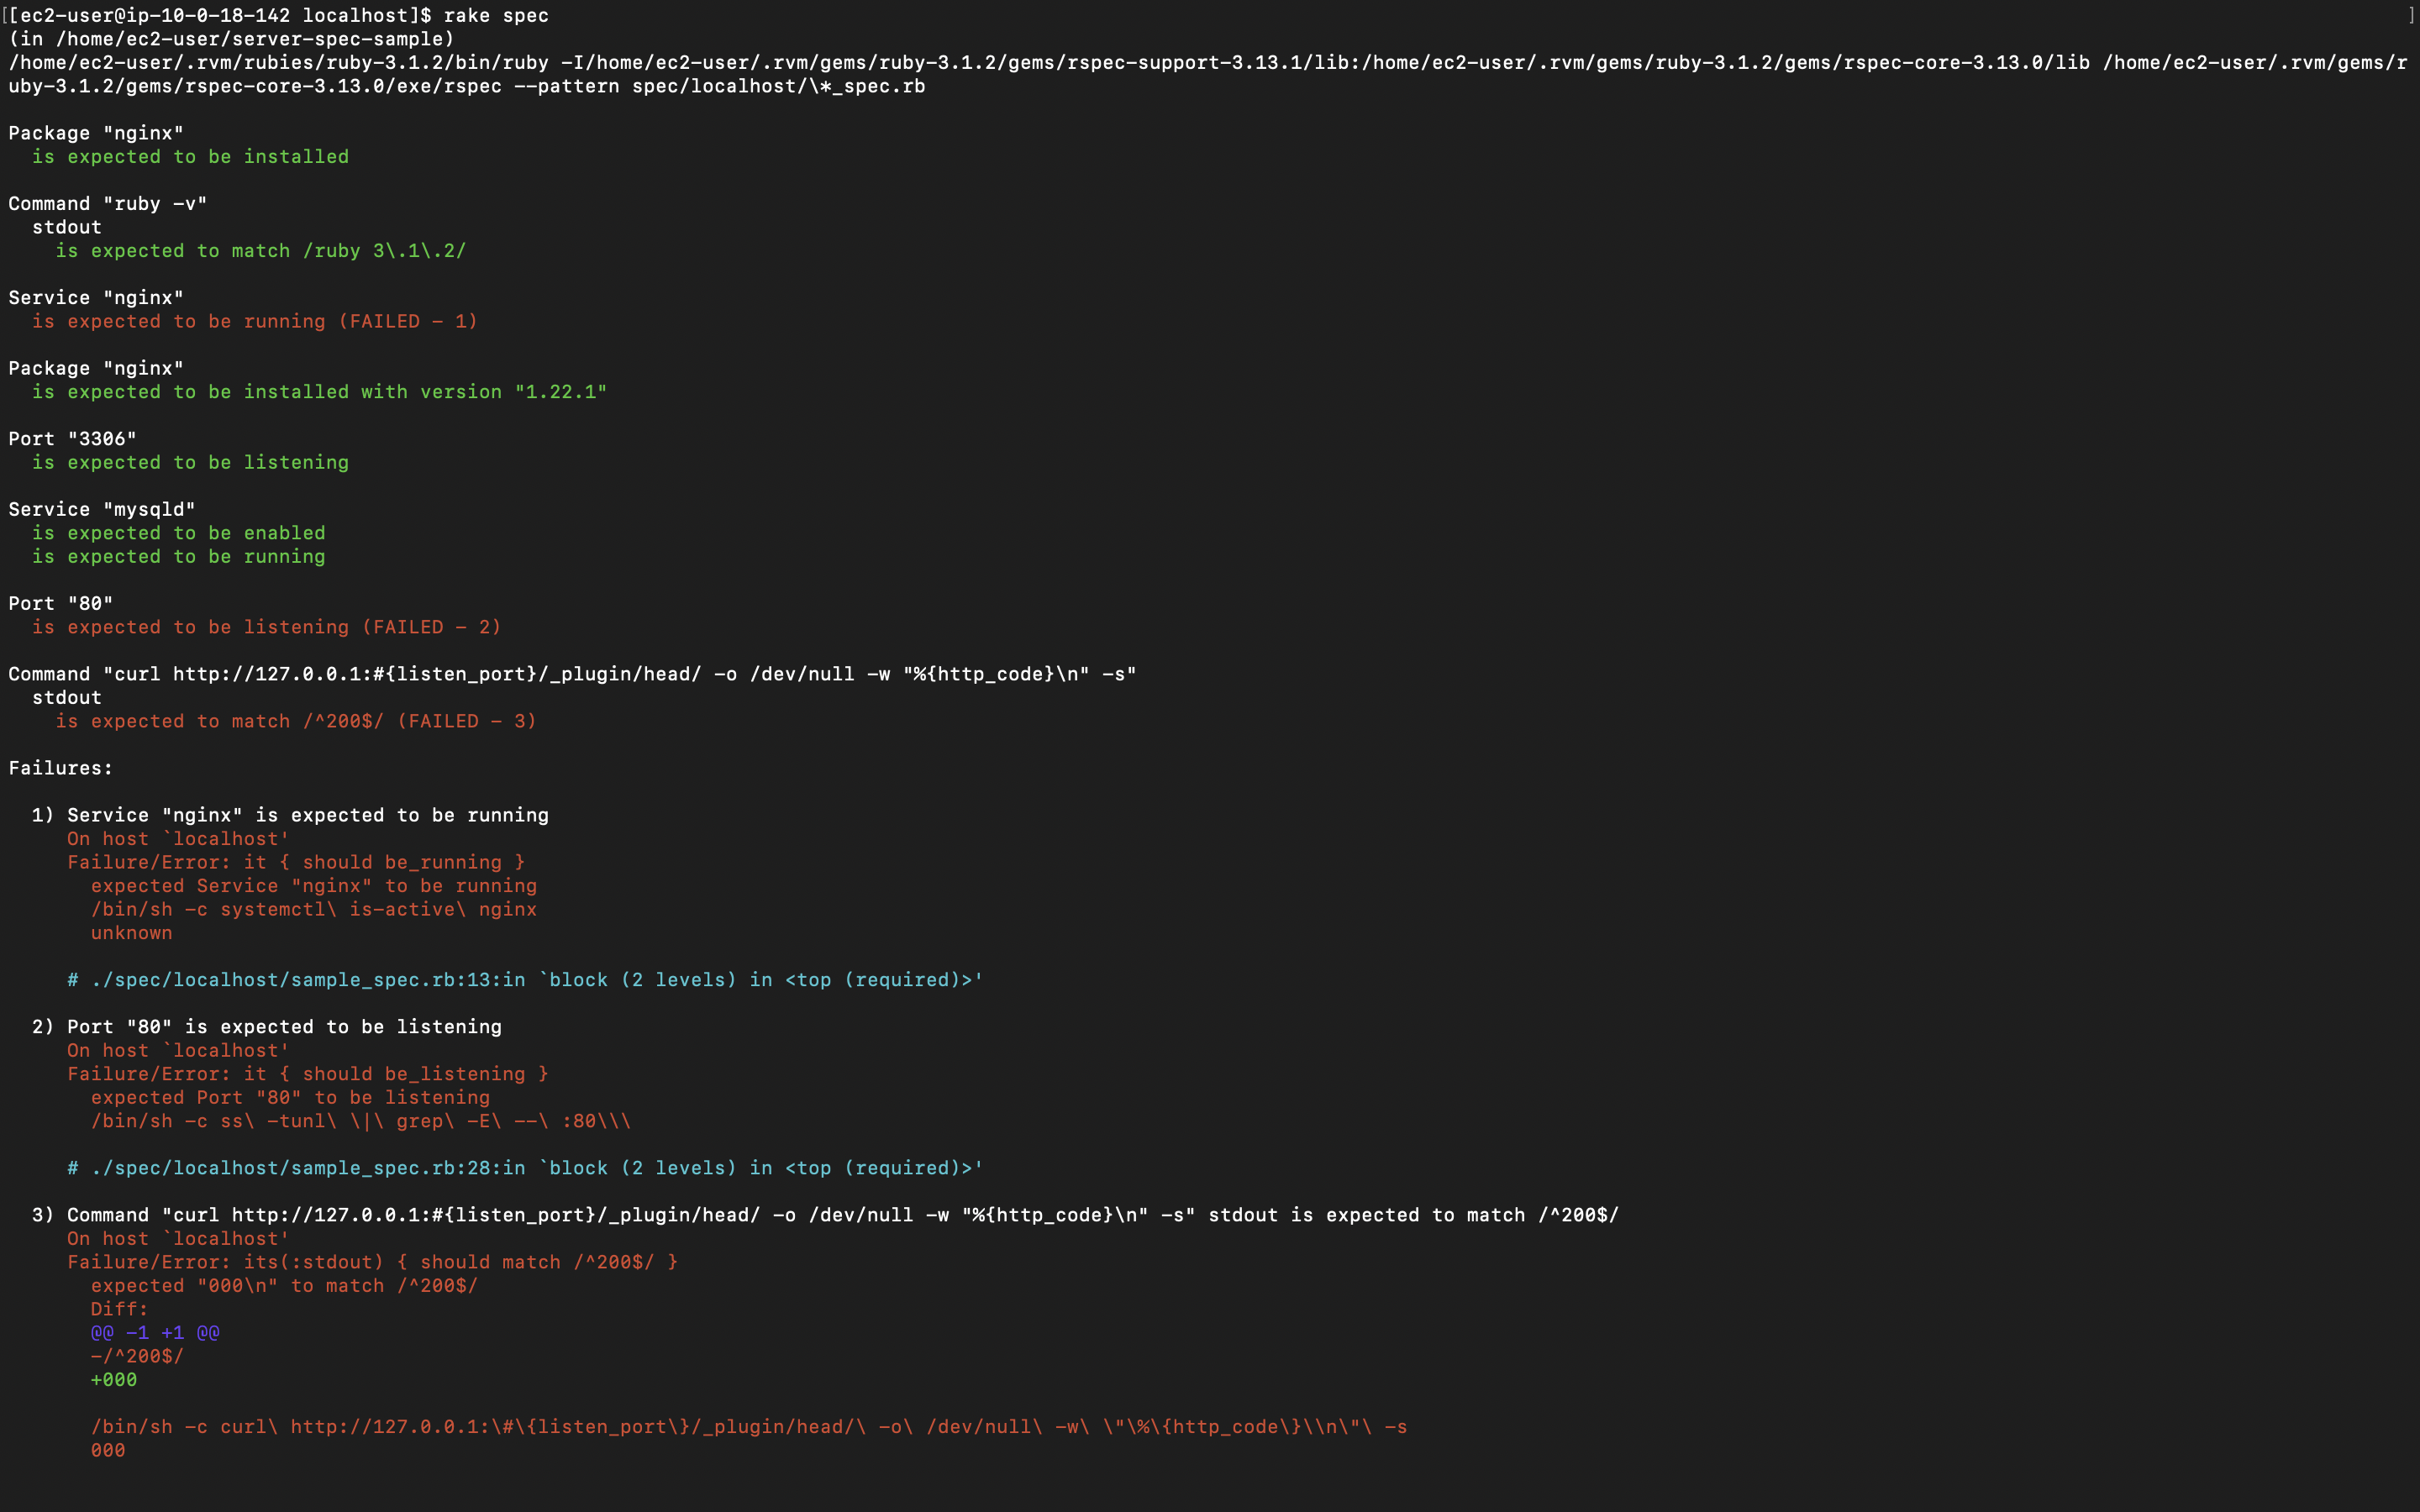 [[ec2-user@ip-10-0-18-142 localhost]$ rake spec ]
(in /home/ec2-user/server-spec-sample)
/home/ec2-user/.rvm/rubies/ruby-3.1.2/bin/ruby -I/home/ec2-user/.rvm/gems/ruby-3.1.2/gems/rspec-support-3.13.1/lib:/home/ec2-user/.rvm/gems/ruby-3.1.2/gems/rspec-core-3.13.0/lib /home/ec2-user/.rvm/gems/r
uby-3.1.2/gems/rspec-core-3.13.0/exe/rspec --pattern spec/localhost/\*_spec.rb

Package "nginx"
  is expected to be installed

Command "ruby -v"
  stdout
    is expected to match /ruby 3\.1\.2/

Service "nginx"
  is expected to be running (FAILED - 1)

Package "nginx"
  is expected to be installed with version "1.22.1"

Port "3306"
  is expected to be listening

Service "mysqld"
  is expected to be enabled
  is expected to be running

Port "80"
  is expected to be listening (FAILED - 2)

Command "curl http://127.0.0.1:#{listen_port}/_plugin/head/ -o /dev/null -w "%{http_code}\n" -s"
  stdout
    is expected to match /^200$/ (FAILED - 3)

Failures:

  1) Service "nginx" is expected to be running
     On host `localhost'
     Failure/Error: it { should be_running }
       expected Service "nginx" to be running
       /bin/sh -c systemctl\ is-active\ nginx
       unknown

     # ./spec/localhost/sample_spec.rb:13:in `block (2 levels) in <top (required)>'

  2) Port "80" is expected to be listening
     On host `localhost'
     Failure/Error: it { should be_listening }
       expected Port "80" to be listening
       /bin/sh -c ss\ -tunl\ \|\ grep\ -E\ --\ :80\\\

     # ./spec/localhost/sample_spec.rb:28:in `block (2 levels) in <top (required)>'

  3) Command "curl http://127.0.0.1:#{listen_port}/_plugin/head/ -o /dev/null -w "%{http_code}\n" -s" stdout is expected to match /^200$/
     On host `localhost'
     Failure/Error: its(:stdout) { should match /^200$/ }
       expected "000\n" to match /^200$/
       Diff:
       @@ -1 +1 @@
       -/^200$/
       +000

       /bin/sh -c curl\ http://127.0.0.1:\#\{listen_port\}/_plugin/head/\ -o\ /dev/null\ -w\ \"\%\{http_code\}\\n\"\ -s
       000